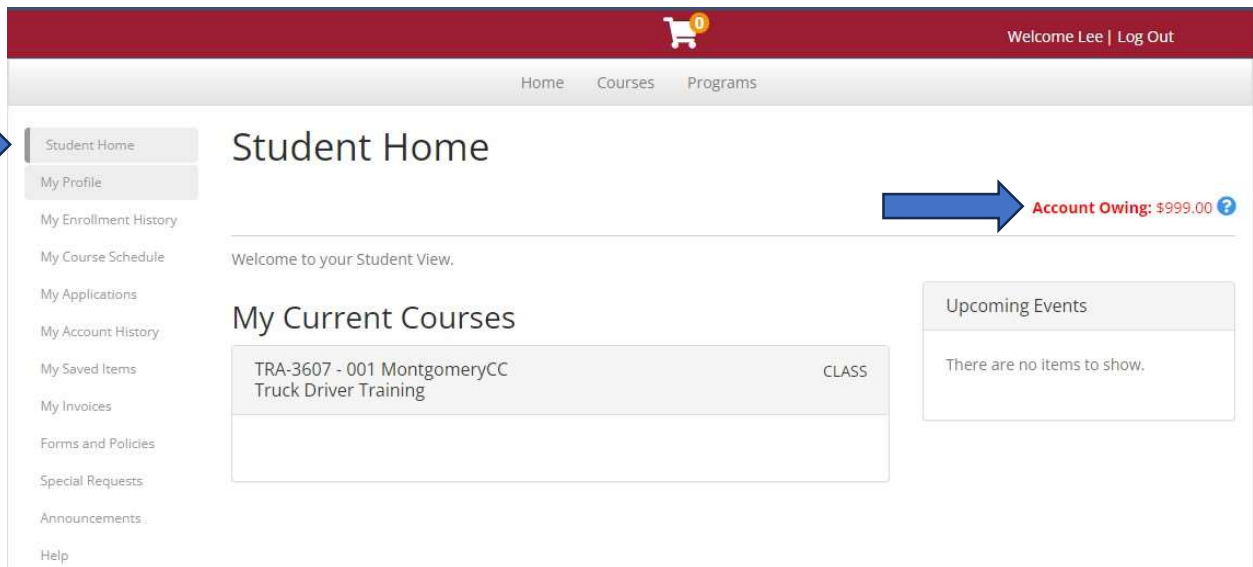 0
Welcome Lee | Log Out
Home Courses Programs
Student Home
My Profile
My Enrollment History
My Course Schedule
My Applications
My Account History
My Saved Items
My Invoices
Forms and Policies
Special Requests
Announcements
Help
Student Home
Account Owing: $999.00 ?
Welcome to your Student View.
My Current Courses
TRA-3607 - 001 MontgomeryCC CLASS
Truck Driver Training
Upcoming Events
There are no items to show.